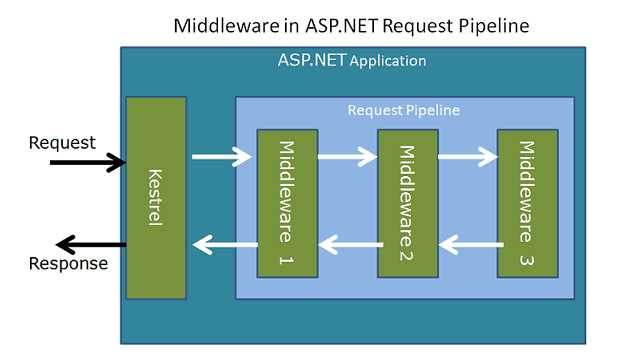 Middleware in ASP.NET Request Pipeline
ASP.NET Application
Request Pipeline
Request
Response
Kestrel
Middleware 1
Middleware 2
Middleware 3